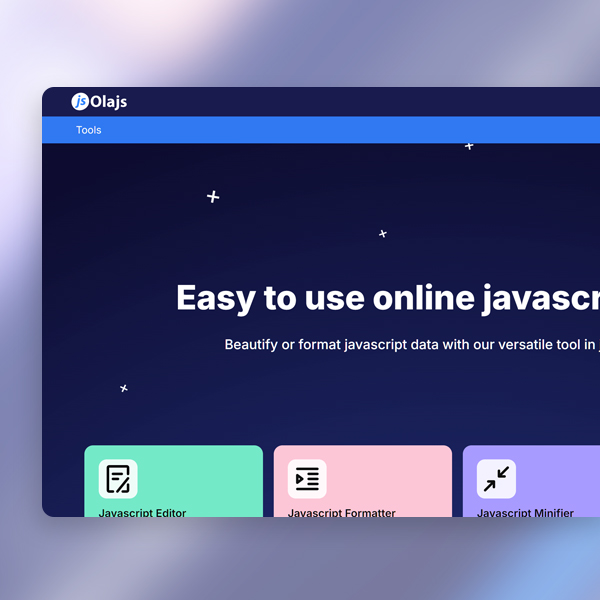 js Olajs
Tools
Easy to use online javascr
Beautify or format javascript data with our versatile tool in
Javascript Editor
Javascript Formatter
Javascript Minifier